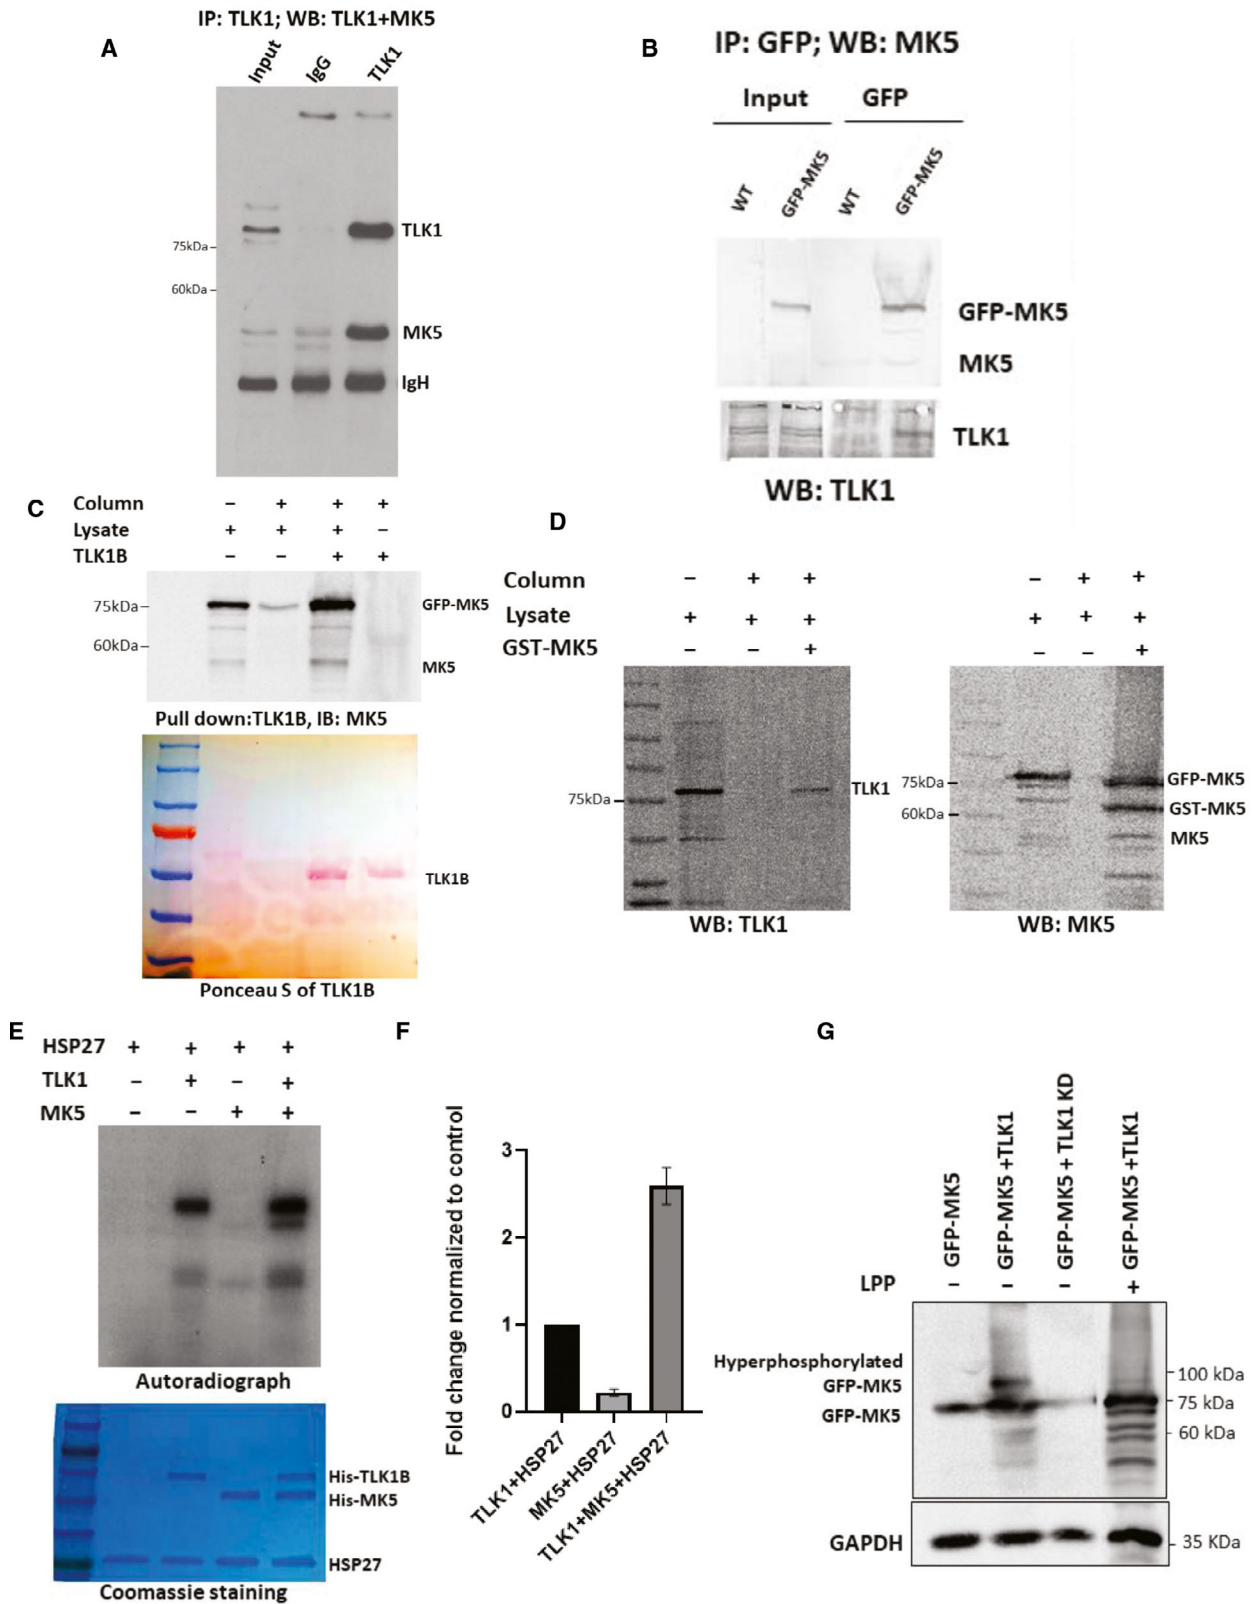 A
IP: TLK1; WB: TLK1+MK5
Input
IgG
TLK1
75kDa
60kDa
TLK1
MK5
IgH
B
IP: GFP; WB: MK5
Input
GFP
WT
GFP-MK5
WT
GFP-MK5
GFP-MK5
MK5
TLK1
WB: TLK1
C
Column – + + +
Lysate + + + –
TLK1B – – + +
75kDa
60kDa
GFP-MK5
MK5
Pull down:TLK1B, IB: MK5
TLK1B
Ponceau S of TLK1B
D
Column – + + – + +
Lysate + + + + + +
GST-MK5 – – + – – +
75kDa
TLK1
WB: TLK1
75kDa
60kDa
GFP-MK5
GST-MK5
MK5
WB: MK5
E
HSP27 + + + +
TLK1 – + – +
MK5 – – + +
Autoradiograph
His-TLK1B
His-MK5
HSP27
Coomassie staining
F
Fold change normalized to control
3
2
1
0
TLK1+HSP27
MK5+HSP27
TLK1+MK5+HSP27
G
GFP-MK5
GFP-MK5 +TLK1
GFP-MK5 + TLK1 KD
GFP-MK5 +TLK1
LPP – – – +
Hyperphosphorylated
GFP-MK5
GFP-MK5
100 kDa
75 kDa
60 kDa
GAPDH
35 KDa